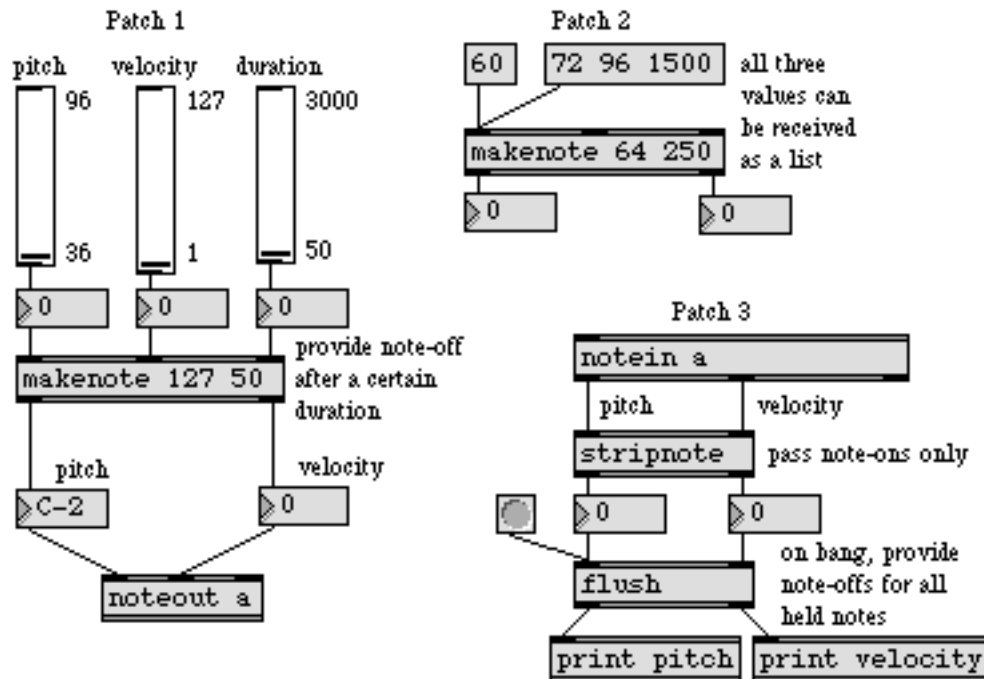 Patch 1
pitch
velocity
duration
96
127
3000
36
1
50
0
0
0
makenote 127 50
provide note-off
after a certain
duration
pitch
velocity
C-2
0
noteout a
Patch 2
60
72 96 1500
all three
values can
be received
as a list
makenote 64 250
0
0
Patch 3
notein a
pitch
velocity
stripnote
pass note-ons only
0
0
on bang, provide
note-offs for all
held notes
flush
print pitch
print velocity